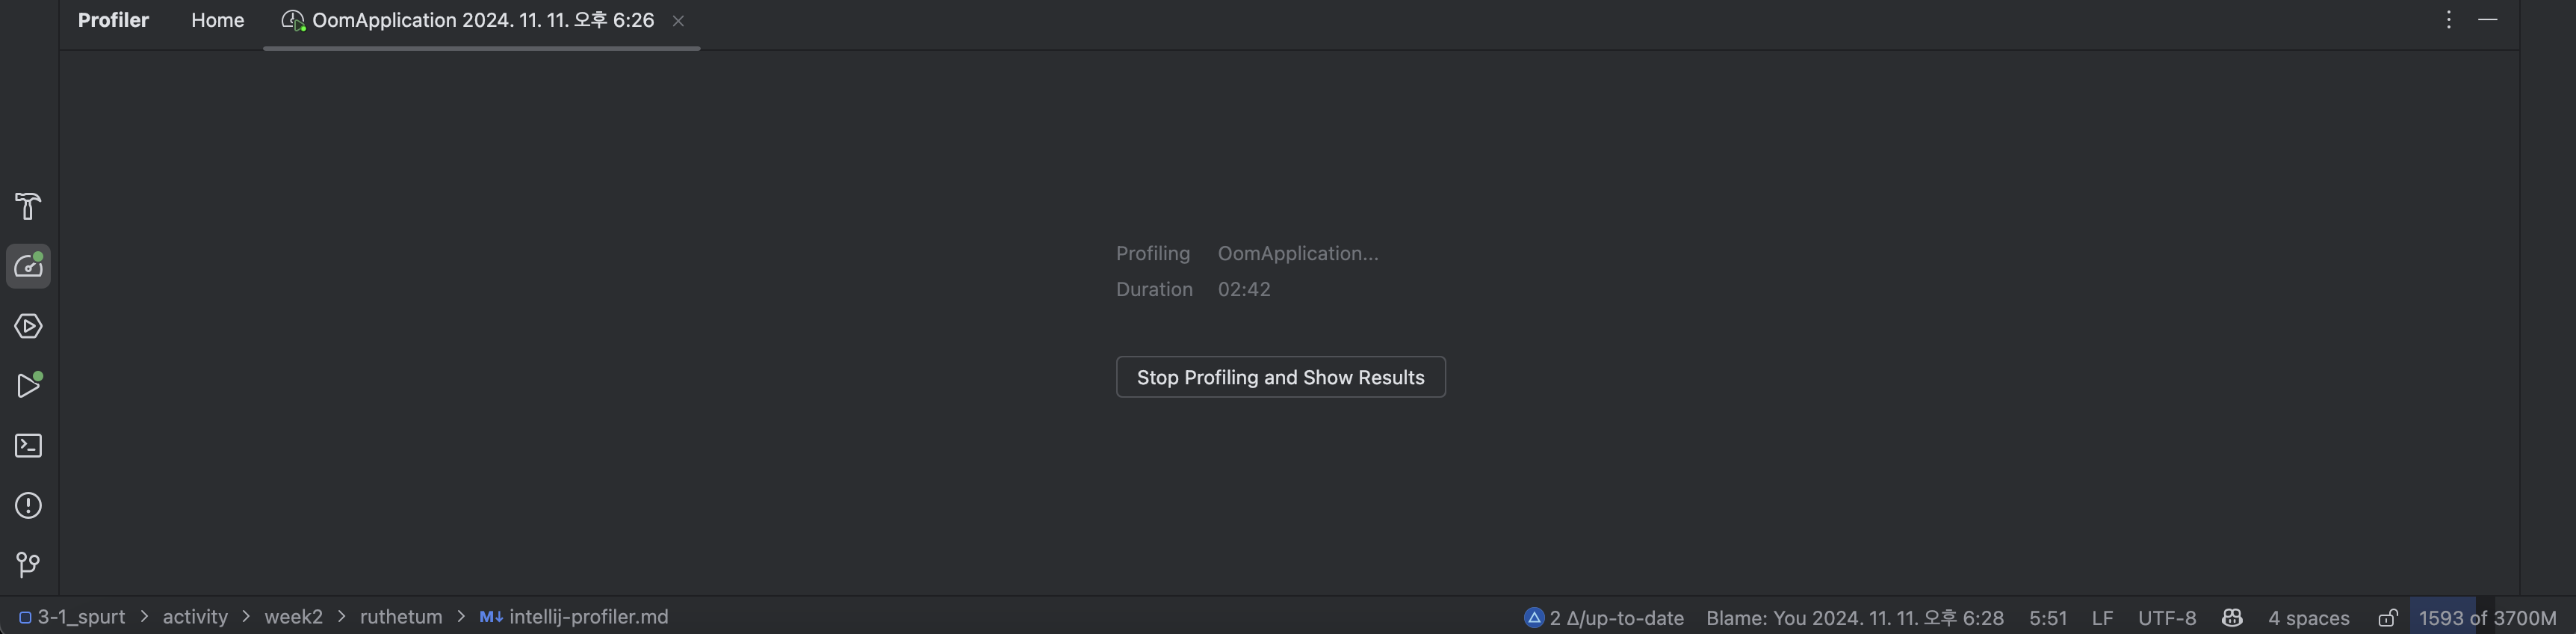 Profiler Home OomApplication 2024. 11. 11. 오후 6:26
Profiling OomApplication...
Duration 02:42
Stop Profiling and Show Results
3-1_spurt > activity > week2 > ruthetum > M↓ intellij-profiler.md 2 Δ/up-to-date Blame: You 2024. 11. 11. 오후 6:28 5:51 LF UTF-8 4 spaces 1593 of 3700M